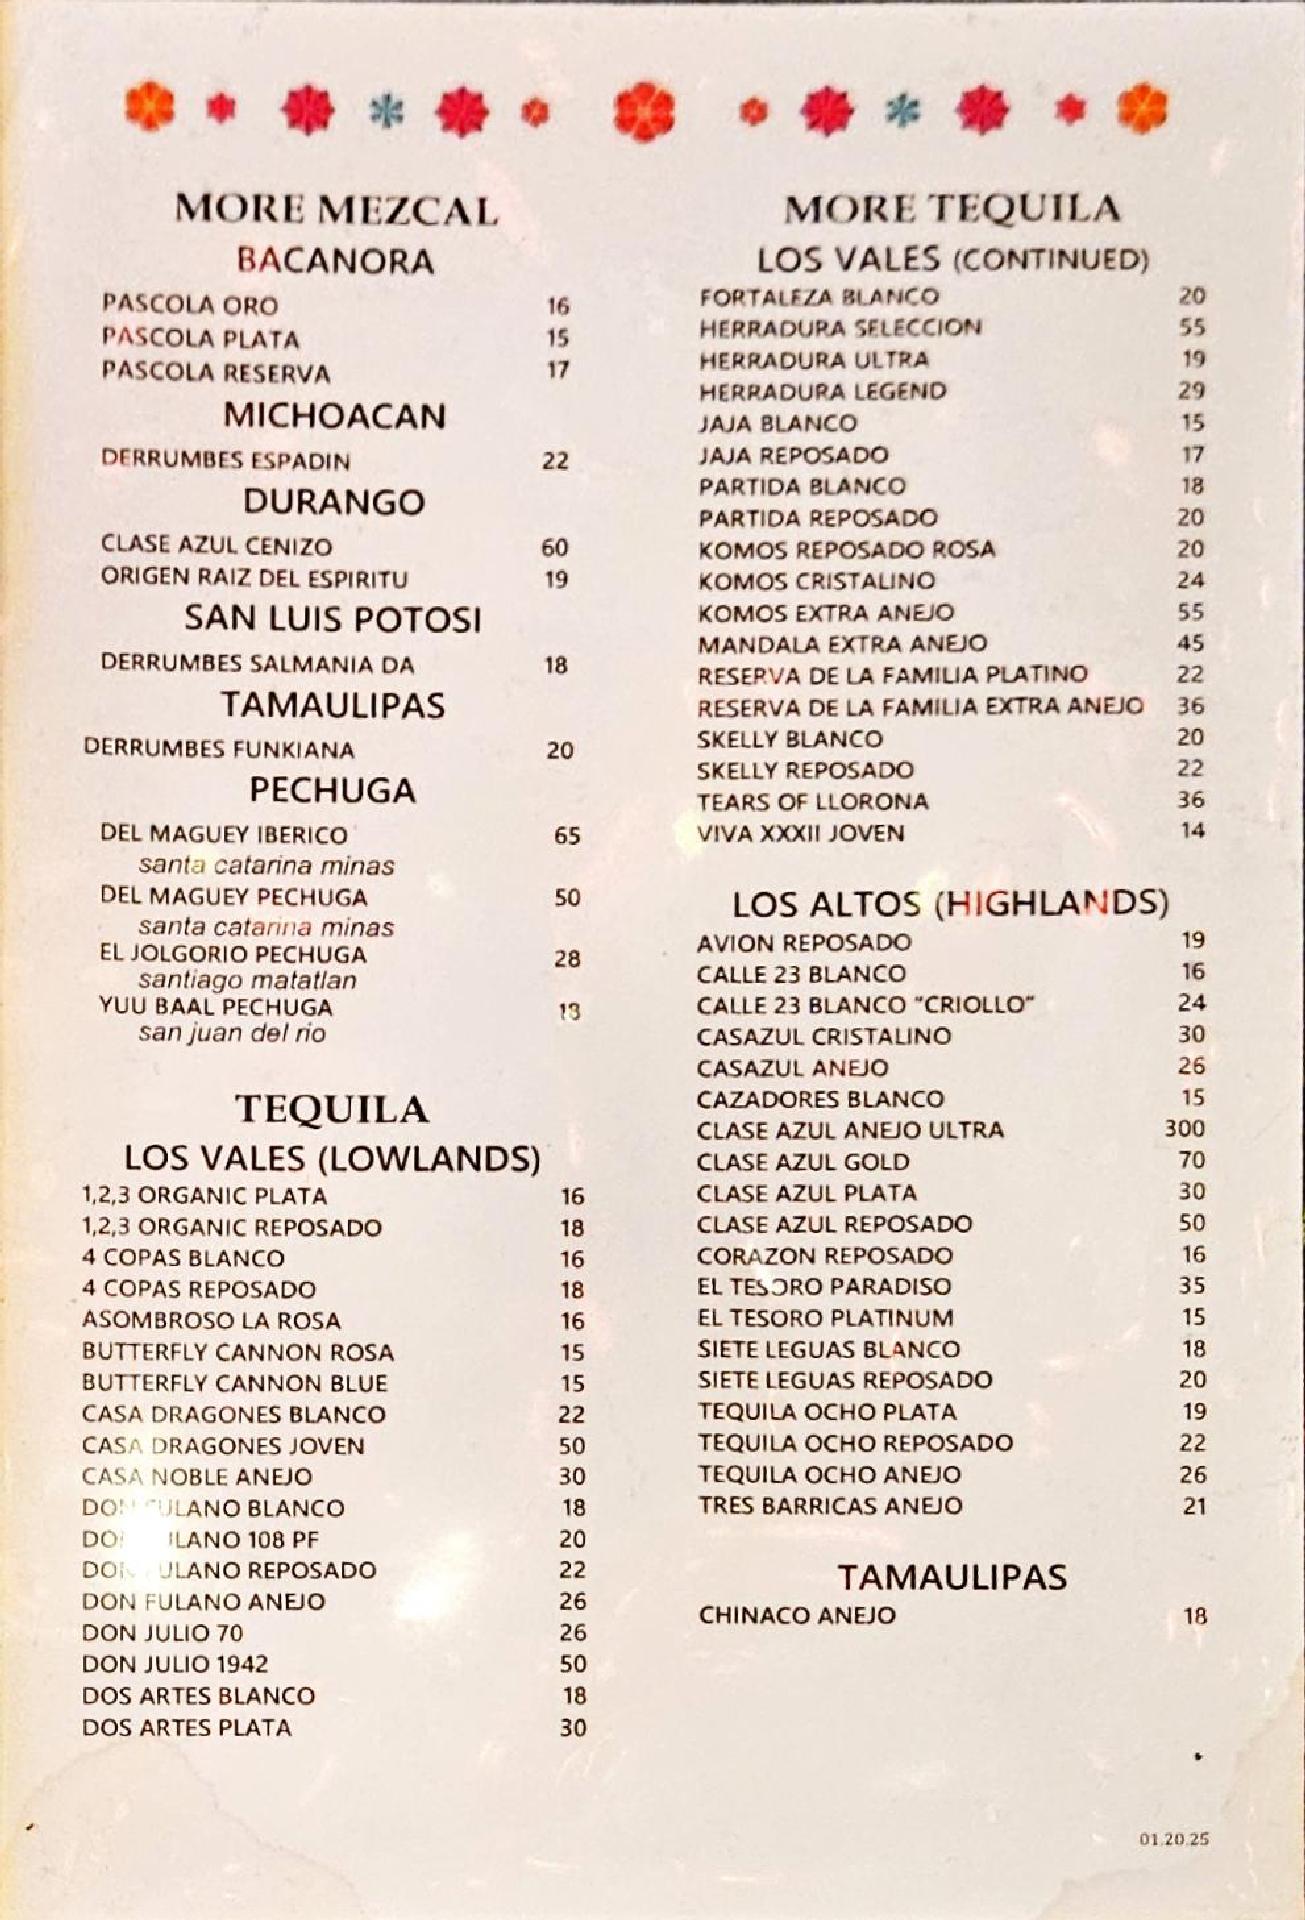 MORE MEZCAL
BACANORA
PASCOLA ORO 16
PASCOLA PLATA 15
PASCOLA RESERVA 17
MICHOACAN
DERRUMBES ESPADIN 22
DURANGO
CLASE AZUL CENIZO 60
ORIGEN RAIZ DEL ESPIRITU 19
SAN LUIS POTOSI
DERRUMBES SALMANIA DA 18
TAMAULIPAS
DERRUMBES FUNKIANA 20
PECHUGA
DEL MAGUEY IBERICO 65
santa catarina minas
DEL MAGUEY PECHUGA 50
santa catarina minas
EL JOLGORIO PECHUGA 28
santiago matatlan
YUU BAAL PECHUGA 13
san juan del rio
TEQUILA
LOS VALES (LOWLANDS)
1,2,3 ORGANIC PLATA 16
1,2,3 ORGANIC REPOSADO 18
4 COPAS BLANCO 16
4 COPAS REPOSADO 18
ASOMBROSO LA ROSA 16
BUTTERFLY CANNON ROSA 15
BUTTERFLY CANNON BLUE 15
CASA DRAGONES BLANCO 22
CASA DRAGONES JOVEN 50
CASA NOBLE ANEJO 30
DON FULANO BLANCO 18
DON FULANO 108 PF 20
DON FULANO REPOSADO 22
DON FULANO ANEJO 26
DON JULIO 70 26
DON JULIO 1942 50
DOS ARTES BLANCO 18
DOS ARTES PLATA 30
MORE TEQUILA
LOS VALES (CONTINUED)
FORTALEZA BLANCO 20
HERRADURA SELECCION 55
HERRADURA ULTRA 19
HERRADURA LEGEND 29
JAJA BLANCO 15
JAJA REPOSADO 17
PARTIDA BLANCO 18
PARTIDA REPOSADO 20
KOMOS REPOSADO ROSA 20
KOMOS CRISTALINO 24
KOMOS EXTRA ANEJO 55
MANDALA EXTRA ANEJO 45
RESERVA DE LA FAMILIA PLATINO 22
RESERVA DE LA FAMILIA EXTRA ANEJO 36
SKELLY BLANCO 20
SKELLY REPOSADO 22
TEARS OF LLORONA 36
VIVA XXXII JOVEN 14
LOS ALTOS (HIGHLANDS)
AVION REPOSADO 19
CALLE 23 BLANCO 16
CALLE 23 BLANCO "CRIOLLO" 24
CASAZUL CRISTALINO 30
CASAZUL ANEJO 26
CAZADORES BLANCO 15
CLASE AZUL ANEJO ULTRA 300
CLASE AZUL GOLD 70
CLASE AZUL PLATA 30
CLASE AZUL REPOSADO 50
CORAZON REPOSADO 16
EL TESORO PARADISO 35
EL TESORO PLATINUM 15
SIETE LEGUAS BLANCO 18
SIETE LEGUAS REPOSADO 20
TEQUILA OCHO PLATA 19
TEQUILA OCHO REPOSADO 22
TEQUILA OCHO ANEJO 26
TRES BARRICAS ANEJO 21
TAMAULIPAS
CHINACO ANEJO 18
01.20.25